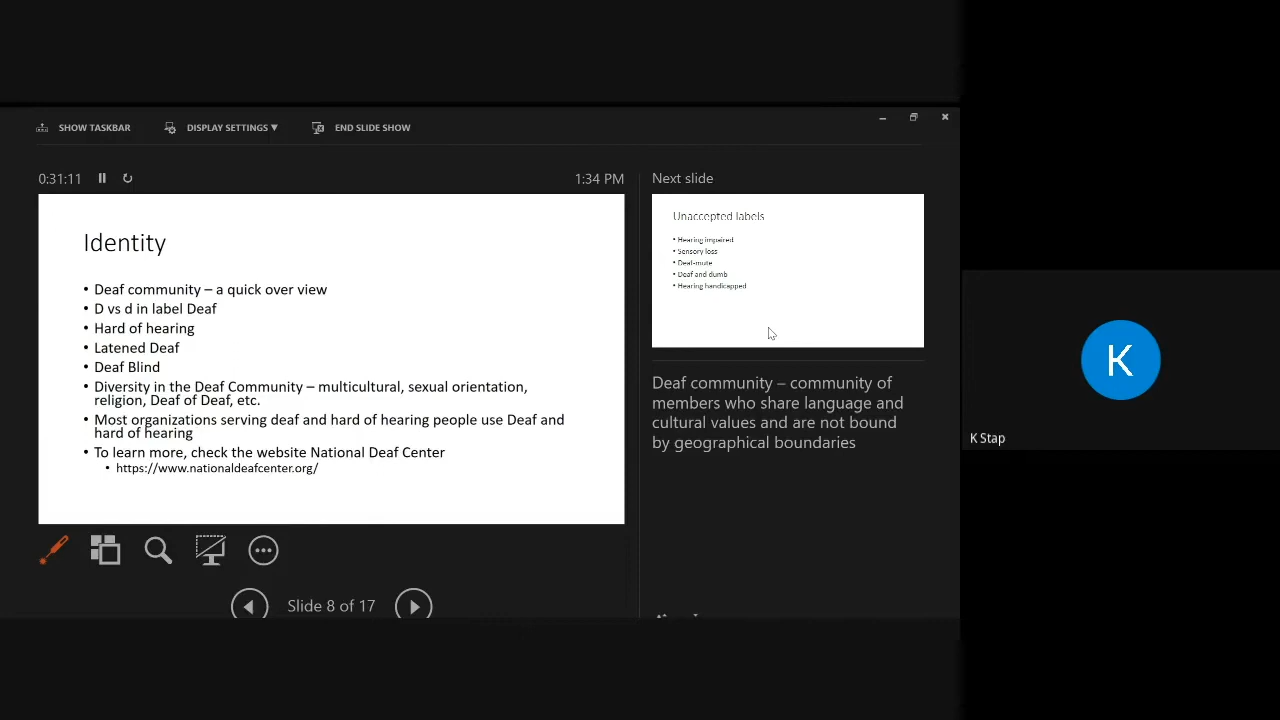 SHOW TASKBAR
DISPLAY SETTINGS ▼
END SLIDE SHOW
0:31:11
1:34 PM
Identity
• Deaf community – a quick over view
• D vs d in label Deaf
• Hard of hearing
• Latened Deaf
• Deaf Blind
• Diversity in the Deaf Community – multicultural, sexual orientation,
religion, Deaf of Deaf, etc.
• Most organizations serving deaf and hard of hearing people use Deaf and
hard of hearing
• To learn more, check the website National Deaf Center
• https://www.nationaldeafcenter.org/
Slide 8 of 17
Next slide
Unaccepted labels
• Hearing impaired
• Sensory loss
• Deaf-mute
• Deaf and dumb
• Hearing handicapped
Deaf community – community of
members who share language and
cultural values and are not bound
by geographical boundaries
K
K Stap